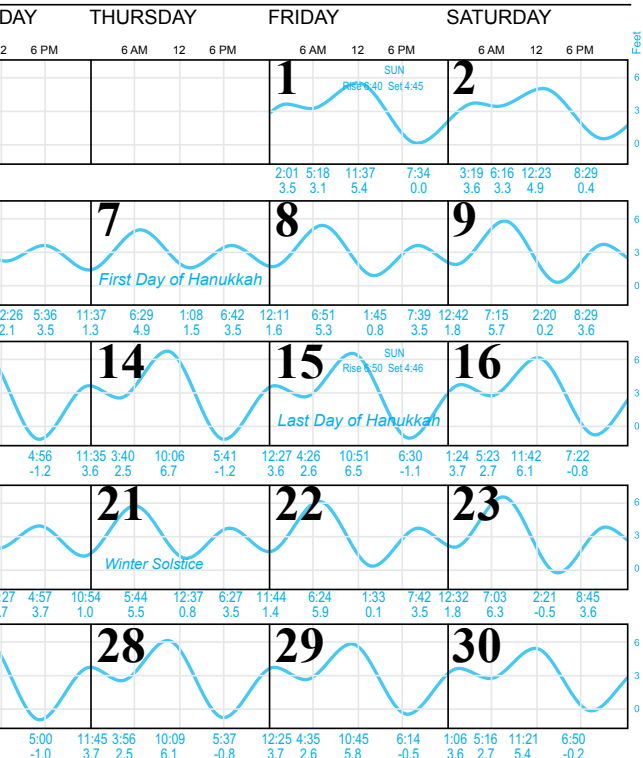 DAY THURSDAY FRIDAY SATURDAY
2 6 PM 6 AM 12 6 PM 6 AM 12 6 PM 6 AM 12 6 PM Feet
1 SUN 2
Rise 6:40 Set 4:45
6
3
0
2:01 5:18 11:37 7:34 3:19 6:16 12:23 8:29
3.5 3.1 5.4 0.0 3.6 3.3 4.9 0.4
7 8 9
6
3
First Day of Hanukkah
0
2:26 5:36 11:37 6:29 1:08 6:42 12:11 6:51 1:45 7:39 12:42 7:15 2:20 8:29
2.1 3.5 1.3 4.9 1.5 3.5 1.6 5.3 0.8 3.5 1.8 5.7 0.2 3.6
14 15 SUN 16
Rise 6:50 Set 4:46
6
3
Last Day of Hanukkah
0
4:56 11:35 3:40 10:06 5:41 12:27 4:26 10:51 6:30 1:24 5:23 11:42 7:22
-1.2 3.6 2.5 6.7 -1.2 3.6 2.6 6.5 -1.1 3.7 2.7 6.1 -0.8
21 22 23
6
3
Winter Solstice
0
:27 4:57 10:54 5:44 12:37 6:27 11:44 6:24 1:33 7:42 12:32 7:03 2:21 8:45
.7 3.7 1.0 5.5 0.8 3.5 1.4 5.9 0.1 3.5 1.8 6.3 -0.5 3.6
28 29 30
6
3
0
5:00 11:45 3:56 10:09 5:37 12:25 4:35 10:45 6:14 1:06 5:16 11:21 6:50
-1.0 3.7 2.5 6.1 -0.8 3.7 2.6 5.8 -0.5 3.6 2.7 5.4 -0.2